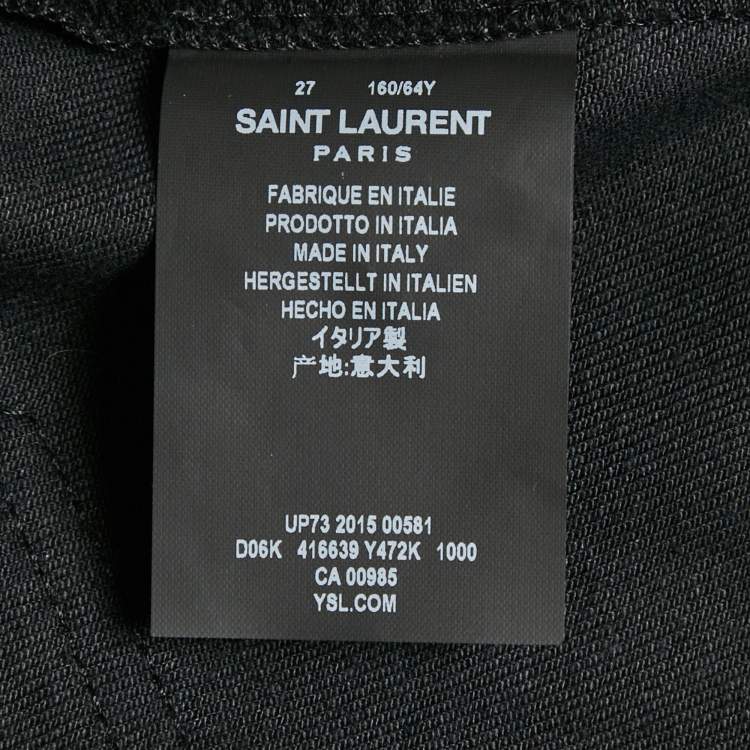 27 160/64Y
SAINT LAURENT
PARIS
FABRIQUE EN ITALIE
PRODOTTO IN ITALIA
MADE IN ITALY
HERGESTELLT IN ITALIEN
HECHO EN ITALIA
イタリア製
产地:意大利
UP73 2015 00581
D06K 416639 Y472K 1000
CA 00985
YSL.COM